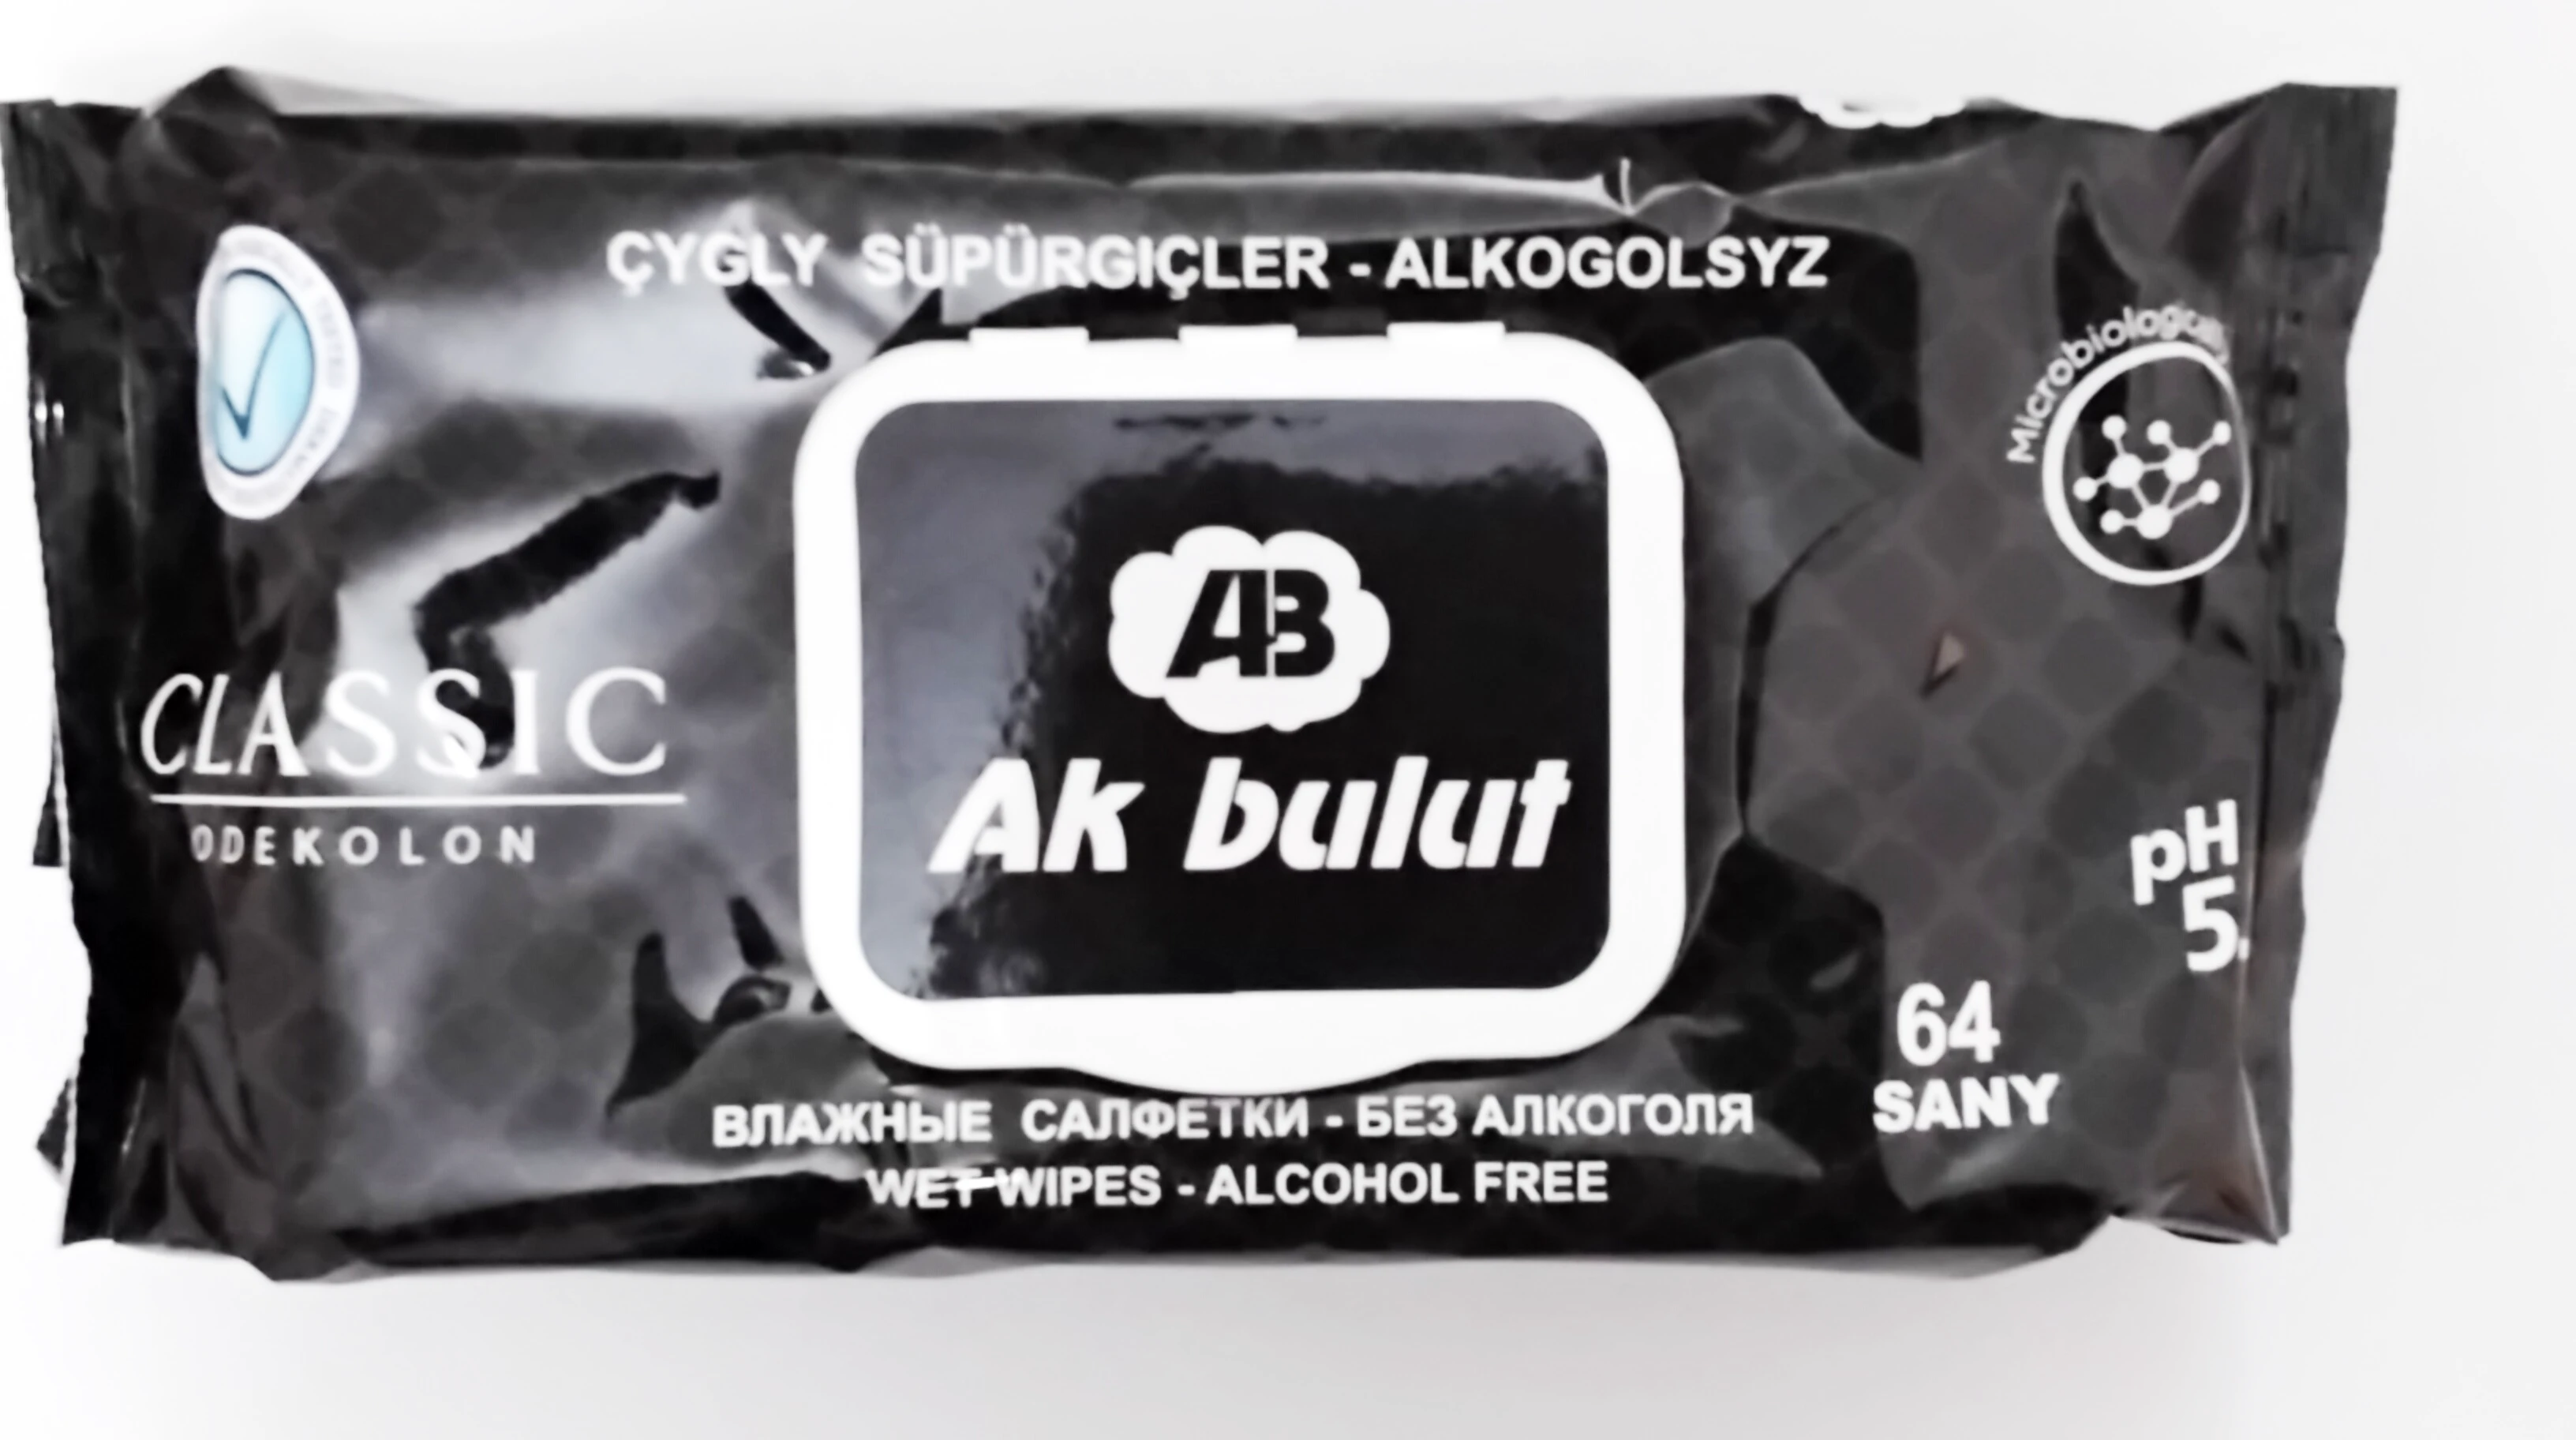 ÇYGLY SÜPÜRGIÇLER - ALKOGOLSYZ
Microbiologically
AB
Ak bulut
CLASSIC
ODEKOLON
pH
5.
64
SANY
ВЛАЖНЫЕ САЛФЕТКИ - БЕЗ АЛКОГОЛЯ
WET WIPES - ALCOHOL FREE